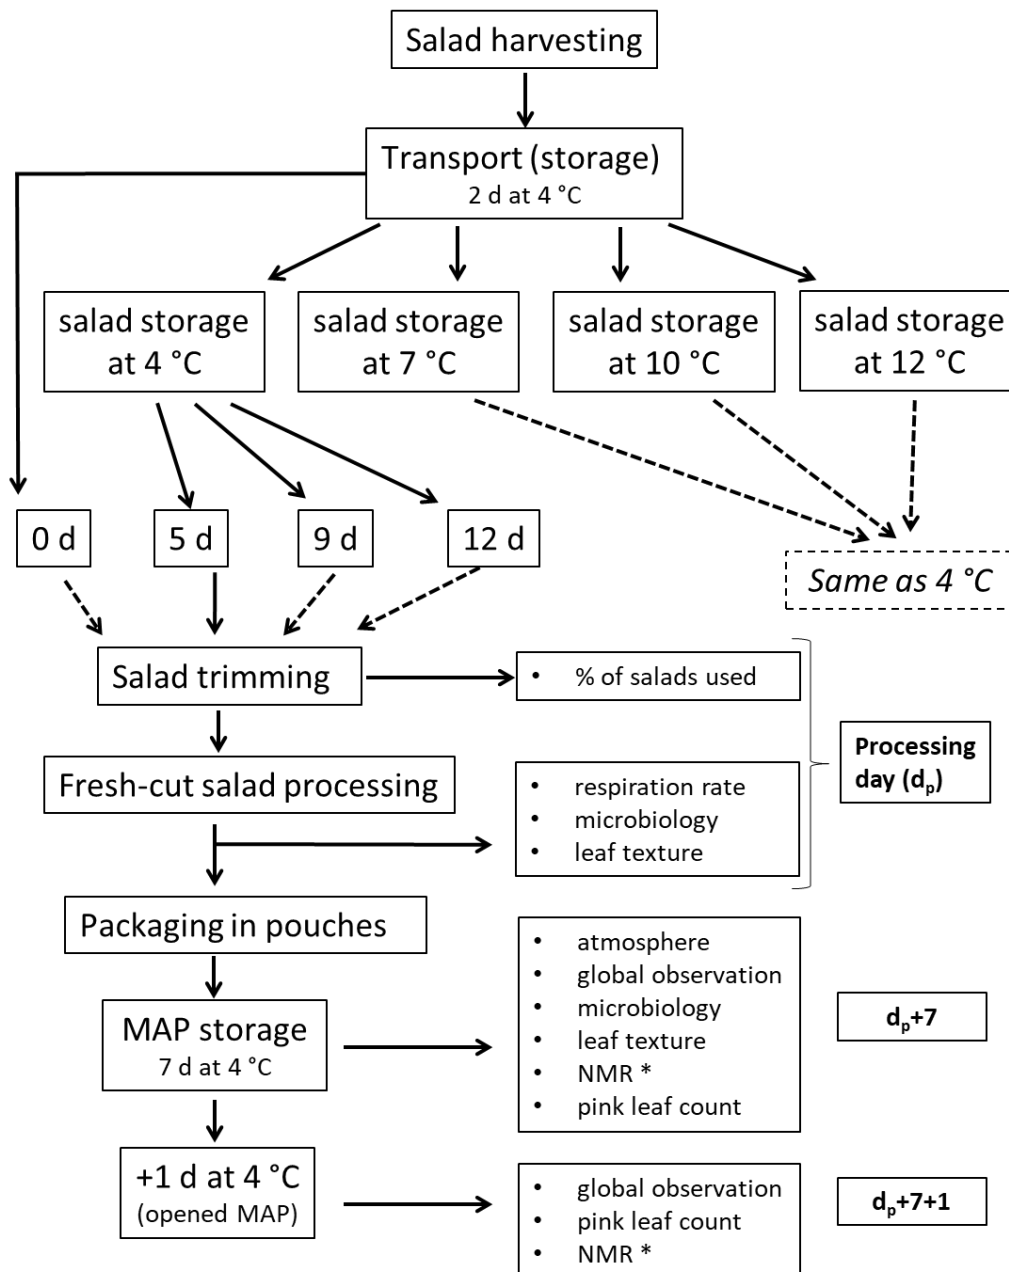 Salad harvesting
Transport (storage)
2 d at 4 °C
salad storage
at 4 °C
salad storage
at 7 °C
salad storage
at 10 °C
salad storage
at 12 °C
0 d
5 d
9 d
12 d
Same as 4 °C
Salad trimming
• % of salads used
Processing
day (dp)
Fresh-cut salad processing
• respiration rate
• microbiology
• leaf texture
Packaging in pouches
• atmosphere
• global observation
• microbiology
• leaf texture
• NMR *
• pink leaf count
dp+7
MAP storage
7 d at 4 °C
+1 d at 4 °C
(opened MAP)
• global observation
• pink leaf count
• NMR *
dp+7+1